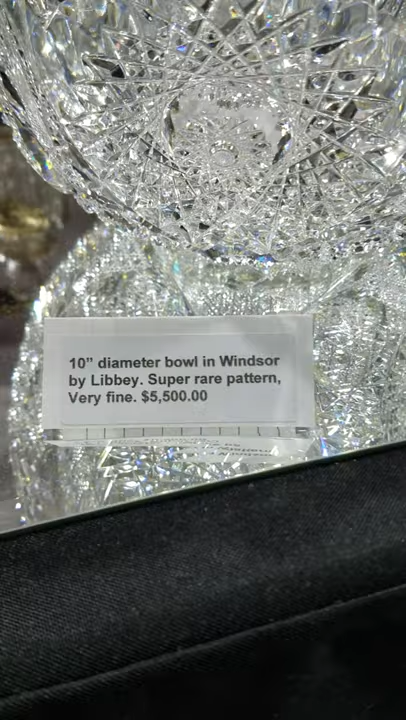 10” diameter bowl in Windsor
by Libbey. Super rare pattern,
Very fine. $5,500.00